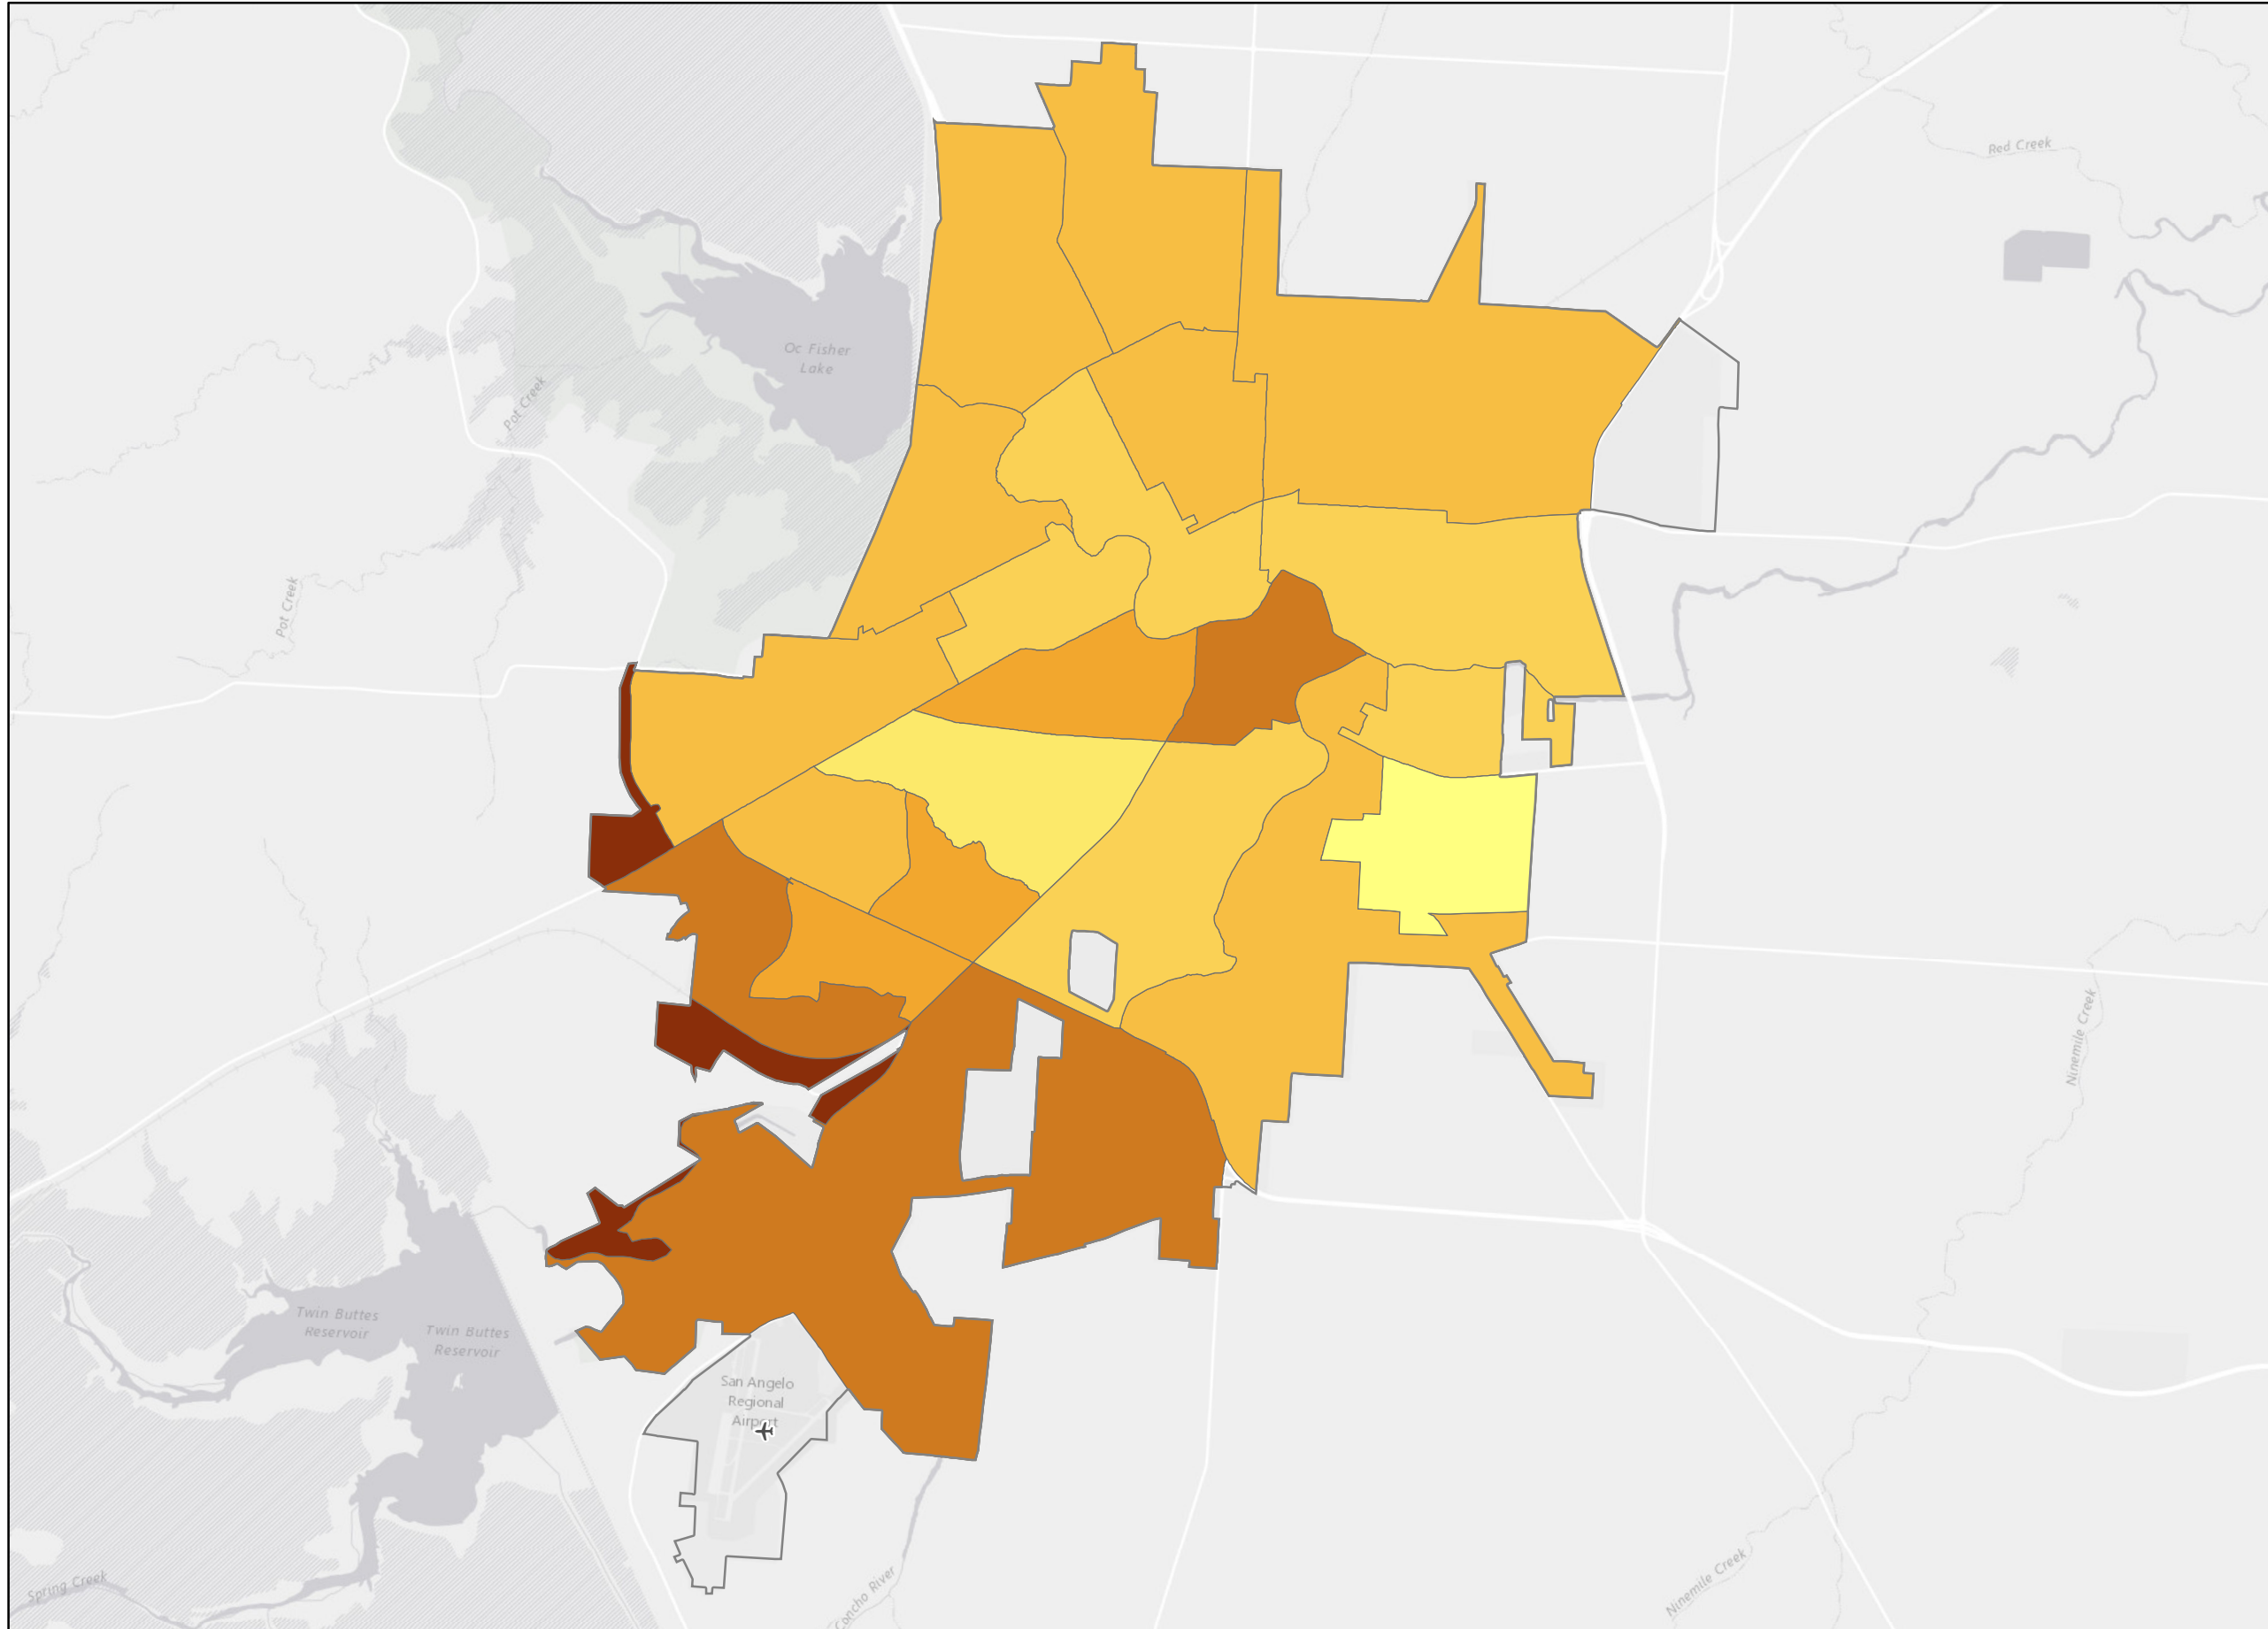 Red Creek
Oc Fisher
Lake
Pot Creek
Pot Creek
Ninemile Creek
Twin Buttes
Reservoir
Twin Buttes
Reservoir
San Angelo
Regional
Airport
Spring Creek
Concho River
Ninemile Creek